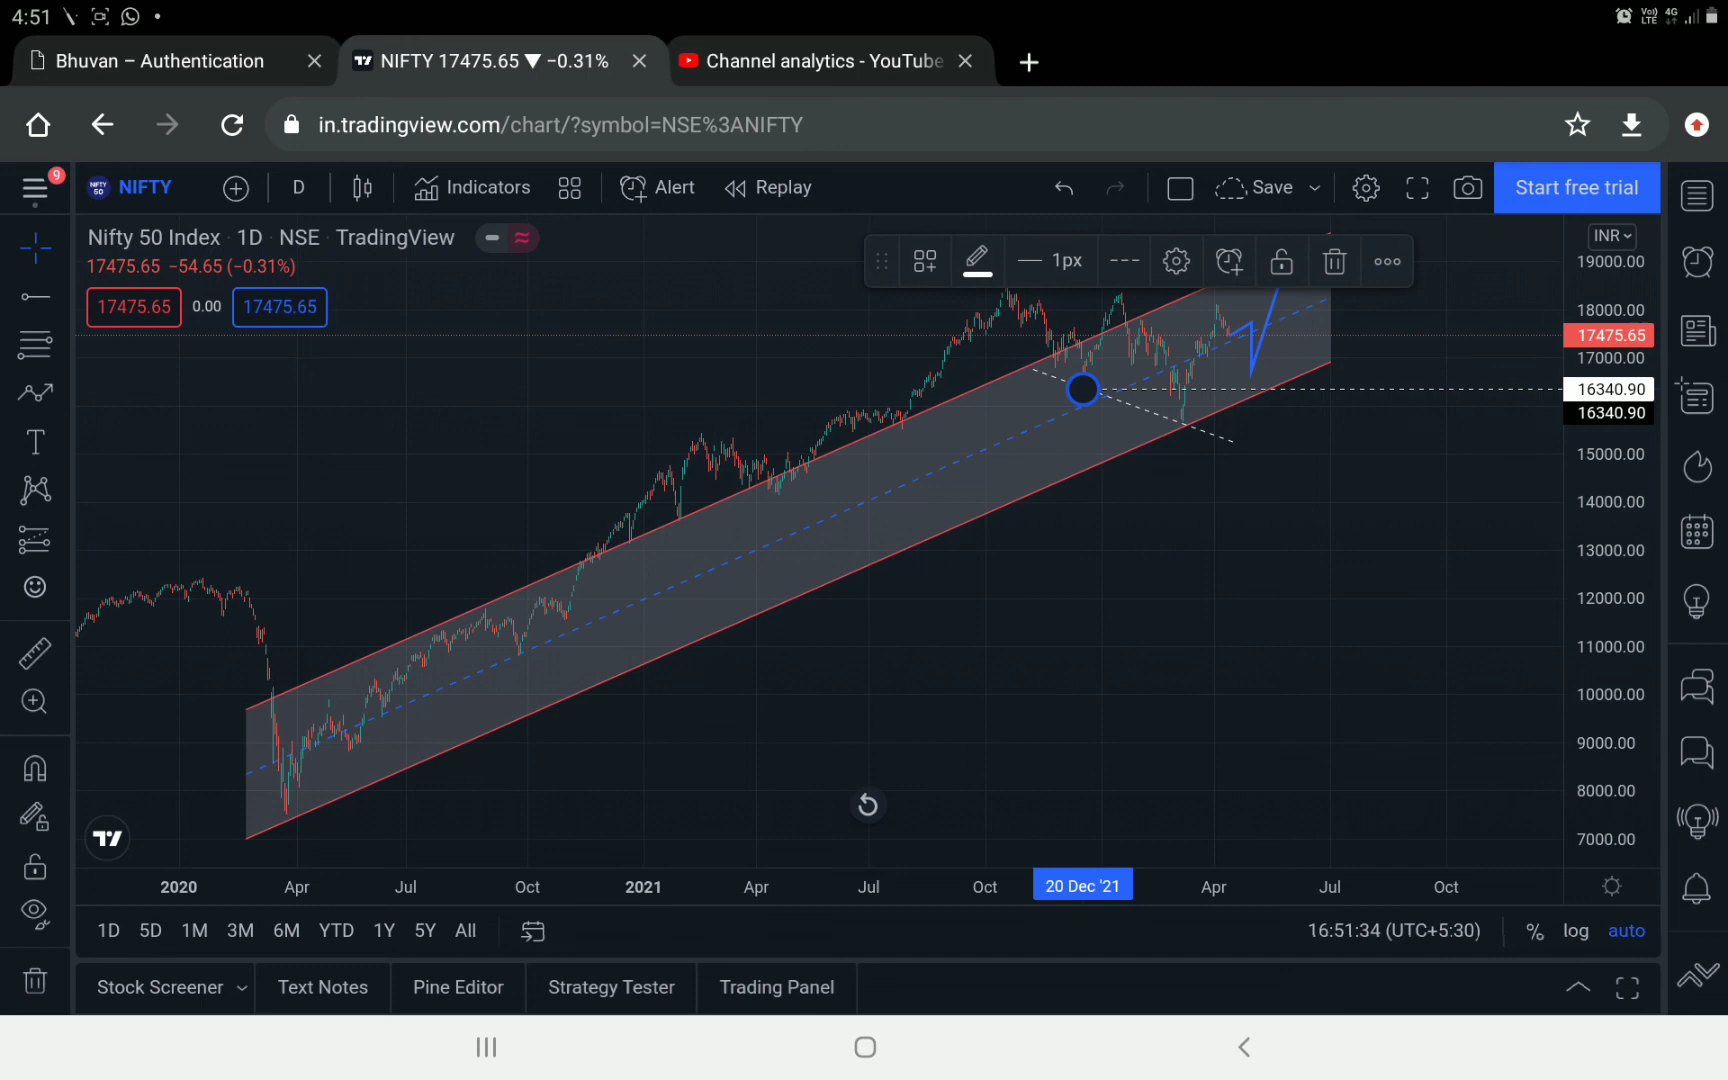 4:51
Vo)) LTE 4G
Bhuvan – Authentication
NIFTY 17475.65 ▼ −0.31%
Channel analytics - YouTube
in.tradingview.com/chart/?symbol=NSE%3ANIFTY
9
NIFTY 50
NIFTY
D
Indicators
Alert
Replay
Save
Start free trial
Nifty 50 Index · 1D · NSE · TradingView
17475.65 −54.65 (−0.31%)
17475.65
0.00
17475.65
1px
INR
19000.00
18000.00
17475.65
17000.00
16340.90
16340.90
15000.00
14000.00
13000.00
12000.00
11000.00
10000.00
9000.00
8000.00
7000.00
2020 Apr Jul Oct 2021 Apr Jul Oct 20 Dec '21 Apr Jul Oct
1D 5D 1M 3M 6M YTD 1Y 5Y All
16:51:34 (UTC+5:30)
% log auto
Stock Screener
Text Notes
Pine Editor
Strategy Tester
Trading Panel